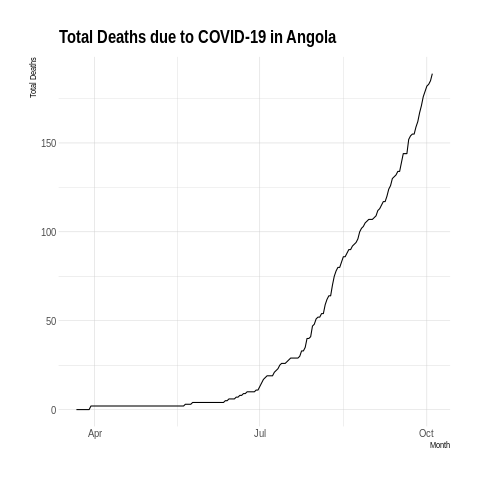 Total Deaths due to COVID-19 in Angola
Total Deaths
150
100
50
0
Apr
Jul
Oct
Month